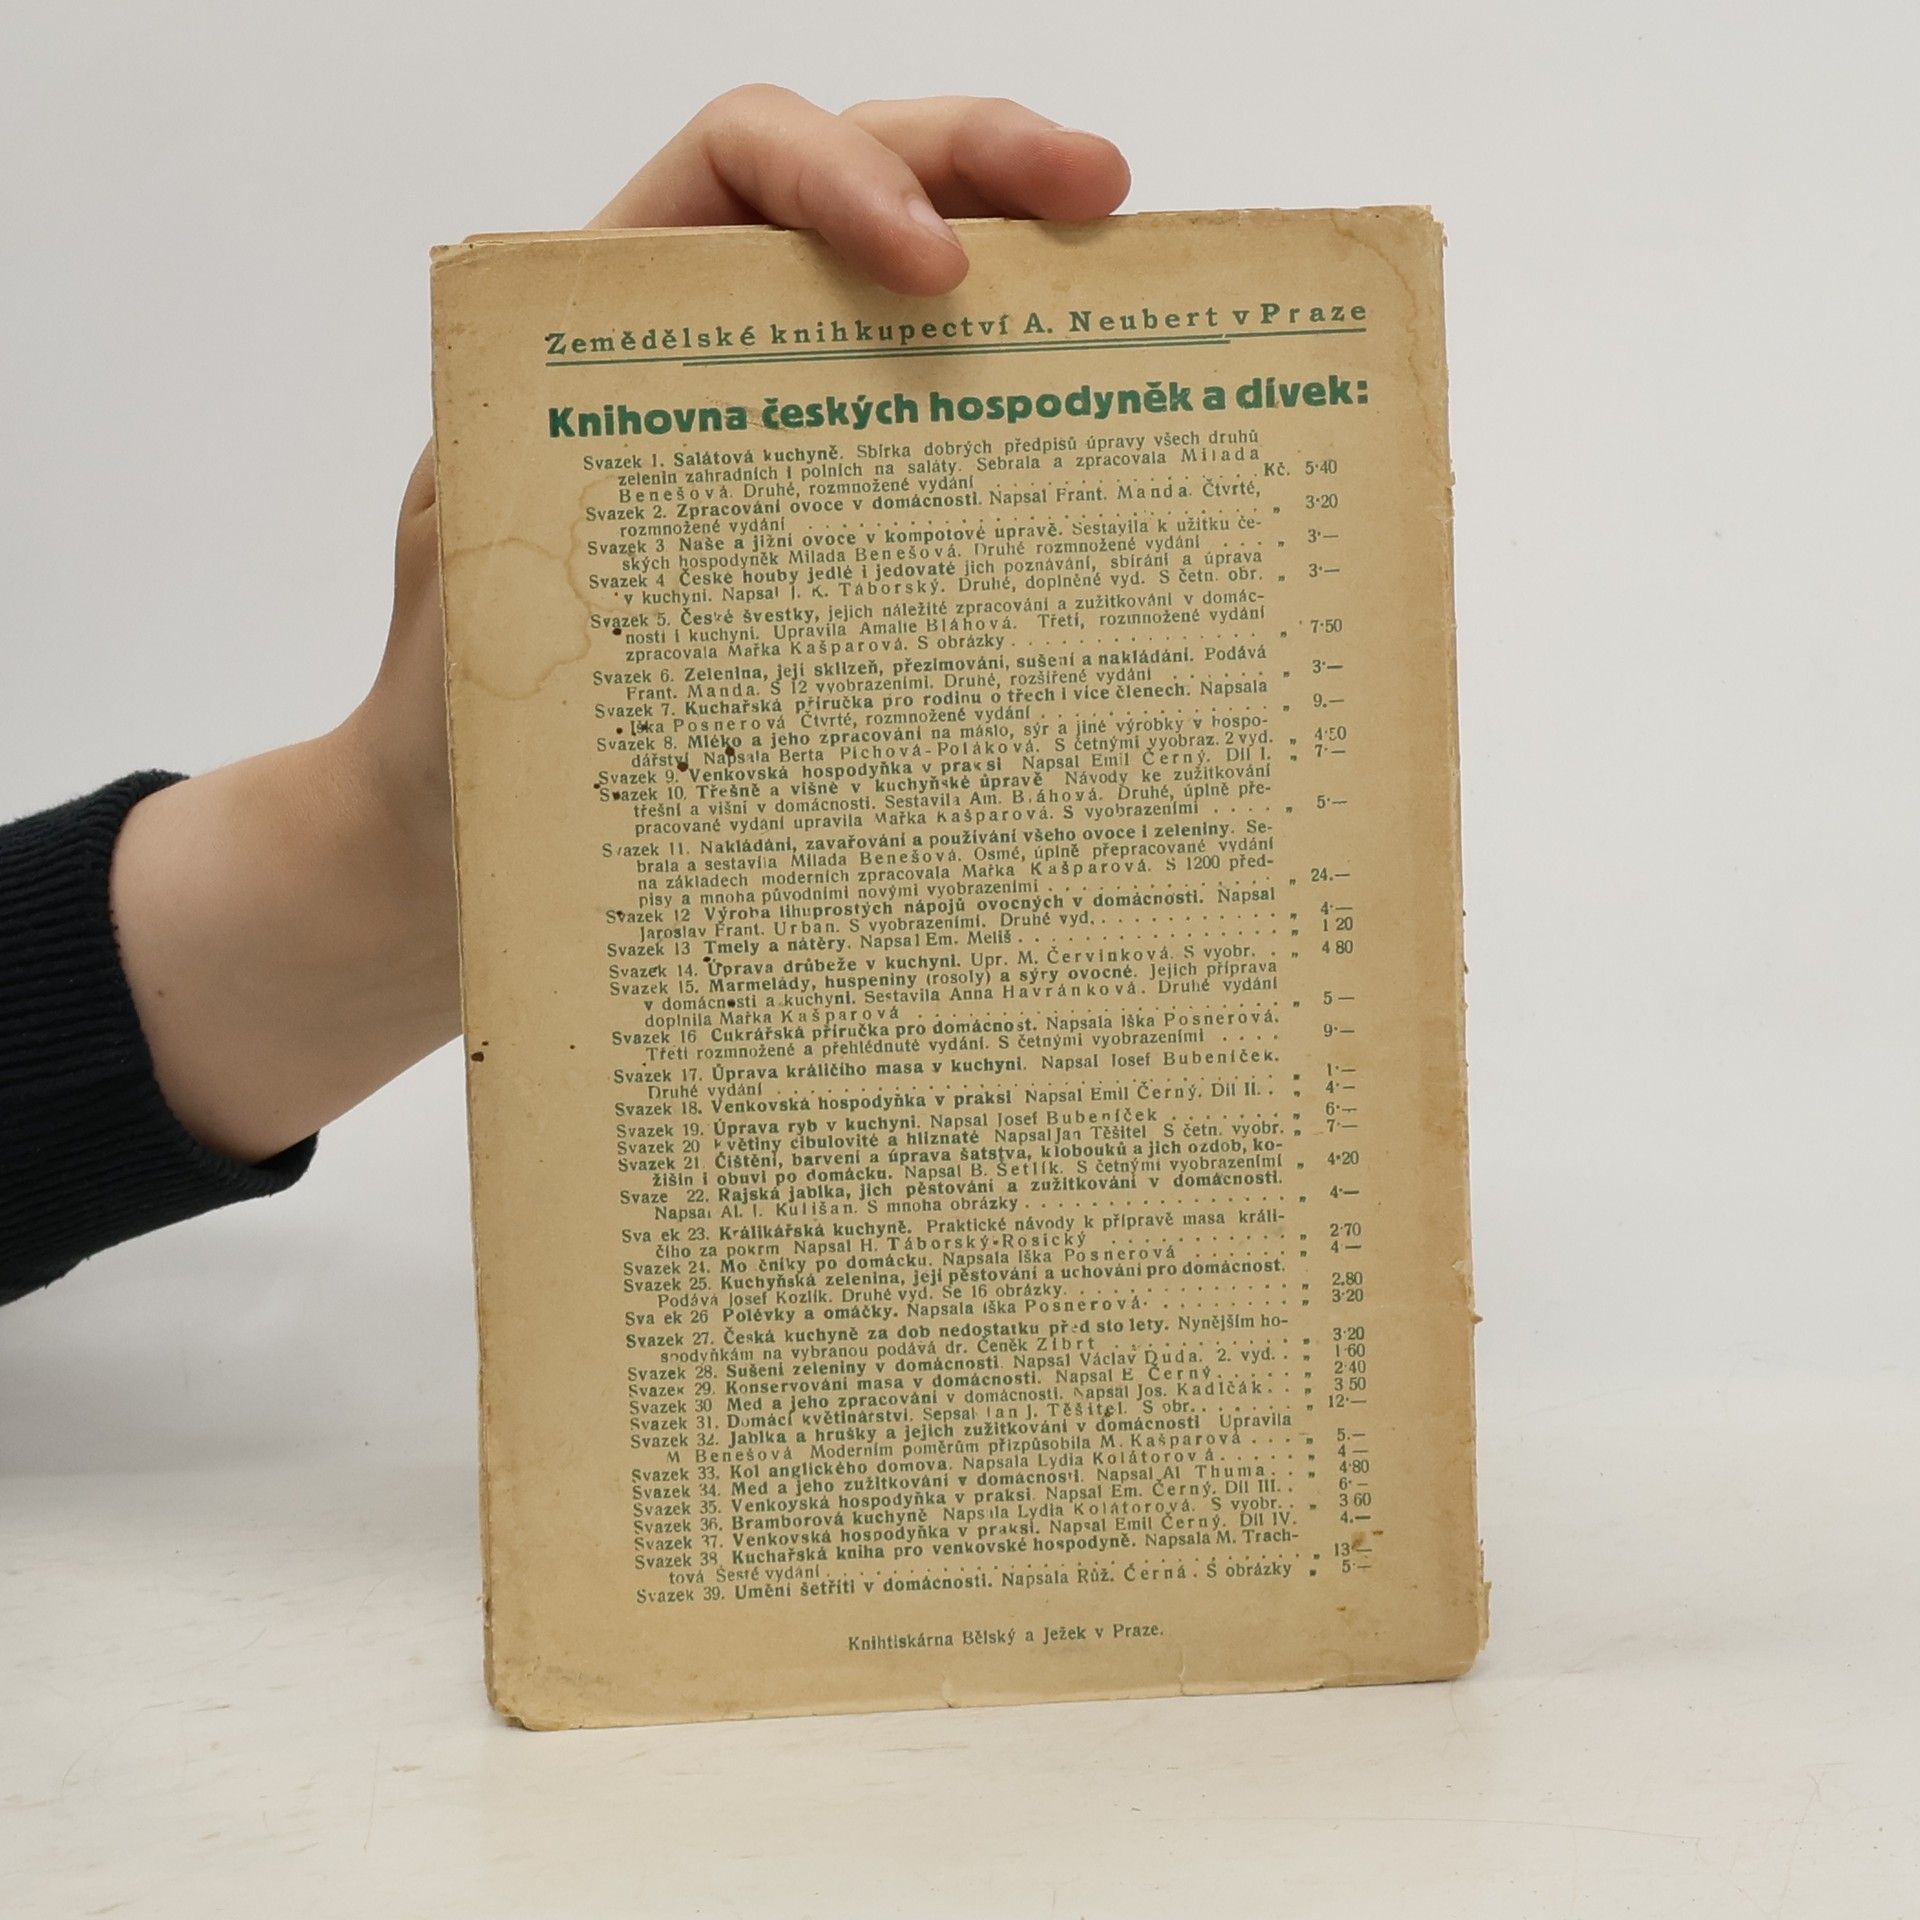 Zemědělské knihkupectví A. Neubert v Praze
Knihovna českých hospodyněk a dívek:
Svazek 1. Salátová kuchyně. Sbírka dobrých předpisů úpravy všech druhů
zelenin zahradních i polních na saláty. Sebrala a zpracovala Milada
Benešová. Druhé, rozmnožené vydání . . . . . . . . . . . . . . Kč. 5·40
Svazek 2. Zpracování ovoce v domácnosti. Napsal Frant. Manda. Čtvrté,
rozmnožené vydání . . . . . . . . . . . . . . . . . . . . „ 3·20
Svazek 3 Naše a jižní ovoce v kompotové úpravě. Sestavila k užitku če-
ských hospodyněk Milada Benešová. Druhé rozmnožené vydání . . . „ 3·—
Svazek 4 České houby jedlé i jedovaté jich poznávání, sbírání a úprava
v kuchyni. Napsal J. K. Táborský. Druhé, doplněné vyd. S četn. obr. „ 3·—
Svazek 5. České švestky, jejich náležité zpracování a zužitkování v domác-
nosti i kuchyni. Upravila Amalie Bláhová. Třetí, rozmnožené vydání
zpracovala Mařka Kašparová. S obrázky . . . . . . . . . . . . . . . „ 7·50
Svazek 6. Zelenina, její sklizeň, přezimování, sušení a nakládání. Podává
Frant. Manda. S 12 vyobrazeními. Druhé, rozšířené vydání . . . . . . „ 3·—
Svazek 7. Kuchařská příručka pro rodinu o třech i více členech. Napsala
Iška Posnerová Čtvrté, rozmnožené vydání . . . . . . . . . . . . . . „ 9.—
Svazek 8. Mléko a jeho zpracování na máslo, sýr a jiné výrobky v hospo-
dářství Napsala Berta Píchová-Poláková. S četnými vyobraz. 2 vyd. „ 4·50
Svazek 9. Venkovská hospodyňka v praksi Napsal Emil Černý. Díl I. „ 7·—
Svazek 10. Třešně a višně v kuchyňské úpravě Návody ke zužitkování
třešní a višní v domácnosti. Sestavila Am. Bláhová. Druhé, úplně pře-
pracované vydání upravila Mařka Kašparová. S vyobrazeními . . . . „ 5·—
Svazek 11. Nakládání, zavařování a používání všeho ovoce i zeleniny. Se-
brala a sestavila Milada Benešová. Osmé, úplně přepracované vydání
na základech moderních zpracovala Mařka Kašparová. S 1200 před-
pisy a mnoha původními novými vyobrazeními . . . . . . . . . . . . . . „ 24.—
Svazek 12 Výroba lihuprostých nápojů ovocných v domácnosti. Napsal
Jaroslav Frant. Urban. S vyobrazeními. Druhé vyd. . . . . . . . . . . . „ 4·—
Svazek 13 Tmely a nátěry. Napsal Em. Meliš . . . . . . . . . . . . . . . . „ 1 20
Svazek 14. Úprava drůbeže v kuchyni. Upr. M. Červinková. S vyobr. . „ 4 80
Svazek 15. Marmelády, huspeniny (rosoly) a sýry ovocné. Jejich příprava
v domácnosti a kuchyni. Sestavila Anna Havránková. Druhé vydání
doplnila Mařka Kašparová . . . . . . . . . . . . . . . . . . . . . „ 5 —
Svazek 16 Cukrářská příručka pro domácnost. Napsala Iška Posnerová.
Třetí rozmnožené a přehlédnuté vydání. S četnými vyobrazeními . . . . 9·—
Svazek 17. Úprava králičího masa v kuchyni. Napsal Josef Bubeníček.
Druhé vydání . . . . . . . . . . . . . . . . . . . . . . . . „ 1·—
Svazek 18. Venkovská hospodyňka v praksi Napsal Emil Černý. Díl II. . „ 4·—
Svazek 19. Úprava ryb v kuchyni. Napsal Josef Bubeníček . . . . . . . „ 6·—
Svazek 20 Květiny cibulovité a hlíznaté Napsal Jan Těšitel S četn. vyobr. „ 7·—
Svazek 21. Čištění, barvení a úprava šatstva, klobouků a jich ozdob, ko-
žišin i obuvi po domácku. Napsal B. Šetlík. S četnými vyobrazeními „ 4·20
Svaze 22. Rajská jablka, jich pěstování a zužitkování v domácnosti.
Napsal Al. I. Kulišan. S mnoha obrázky . . . . . . . . . . . . . . . . „ 4·—
Sva ek 23. Králikářská kuchyně. Praktické návody k přípravě masa králi-
čího za pokrm Napsal H. Táborský-Rosický . . . . . . . . . . . „ 2·70
Svazek 24. Mo čníky po domácku. Napsala Iška Posnerová . . . . . . „ 4 —
Svazek 25. Kuchyňská zelenina, její pěstování a uchování pro domácnost.
Podává Josef Kozlík. Druhé vyd. Se 16 obrázky. . . . . . . . . . . . . . „ 2.80
Sva ek 26 Polévky a omáčky. Napsala Iška Posnerová. . . . . . . . . „ 3·20
Svazek 27. Česká kuchyně za dob nedostatku před sto lety. Nynějším ho-
spodyňkám na vybranou podává dr. Čeněk Zíbrt . . . . . . . . . . „ 3·20
Svazek 28. Sušení zeleniny v domácnosti. Napsal Václav Duda. 2. vyd. . „ 1·60
Svazek 29. Konservování masa v domácnosti. Napsal E Černý. . . . . . „ 2·40
Svazek 30 Med a jeho zpracování v domácnosti. Napsal Jos. Kadlčák. . „ 3 50
Svazek 31. Domácí květinářství. Sepsal Jan J. Těšitel. S obr. . . . . . . „ 12·—
Svazek 32. Jablka a hrušky a jejich zužitkování v domácnosti Upravila
M Benešová Moderním poměrům přizpůsobila M. Kašparová . . . „ 5.—
Svazek 33. Kol anglického domova. Napsala Lydia Kolátorová. . . . . . „ 4 —
Svazek 34. Med a jeho zužitkování v domácnosti. Napsal Al Thuma. . „ 4·80
Svazek 35. Venkovská hospodyňka v praksi. Napsal Em. Černý. Díl III. . 6·—
Svazek 36. Bramborová kuchyně Napsala Lydia Kolátorová. S vyobr. . „ 3 60
Svazek 37. Venkovská hospodyňka v praksi. Napsal Emil Černý. Díl IV. 4.—
Svazek 38. Kuchařská kniha pro venkovské hospodyně. Napsala M. Trach-
tová Šesté vydání . . . . . . . . . . . . . . . . . . . . . . „ 13·—
Svazek 39. Umění šetřiti v domácnosti. Napsala Růž. Černá. S obrázky „ 5·—
Knihtiskárna Bělský a Ježek v Praze.